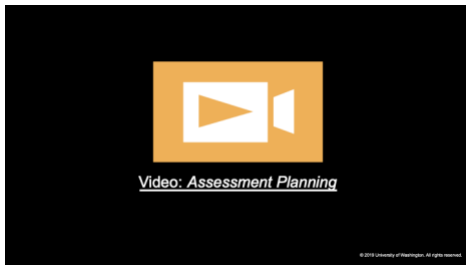 Video: Assessment Planning
© 2019 University of Washington. All rights reserved.